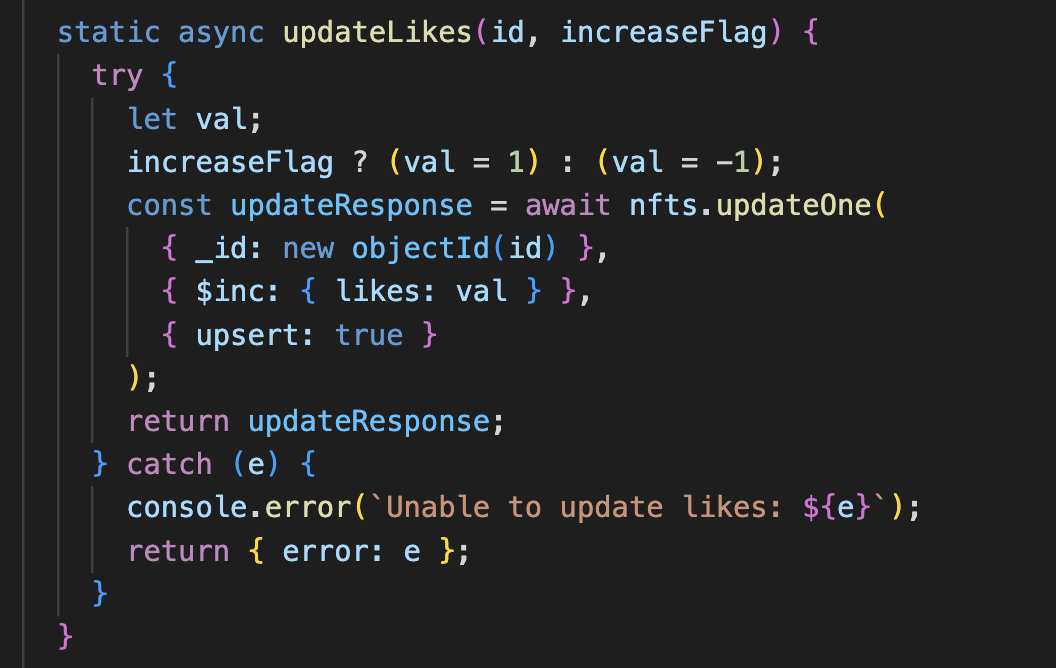 static async updateLikes(id, increaseFlag) {
try {
let val;
increaseFlag ? (val = 1) : (val = -1);
const updateResponse = await nfts.updateOne(
{ _id: new objectId(id) },
{ $inc: { likes: val } },
{ upsert: true }
);
return updateResponse;
} catch (e) {
console.error(`Unable to update likes: ${e}`);
return { error: e };
}
}